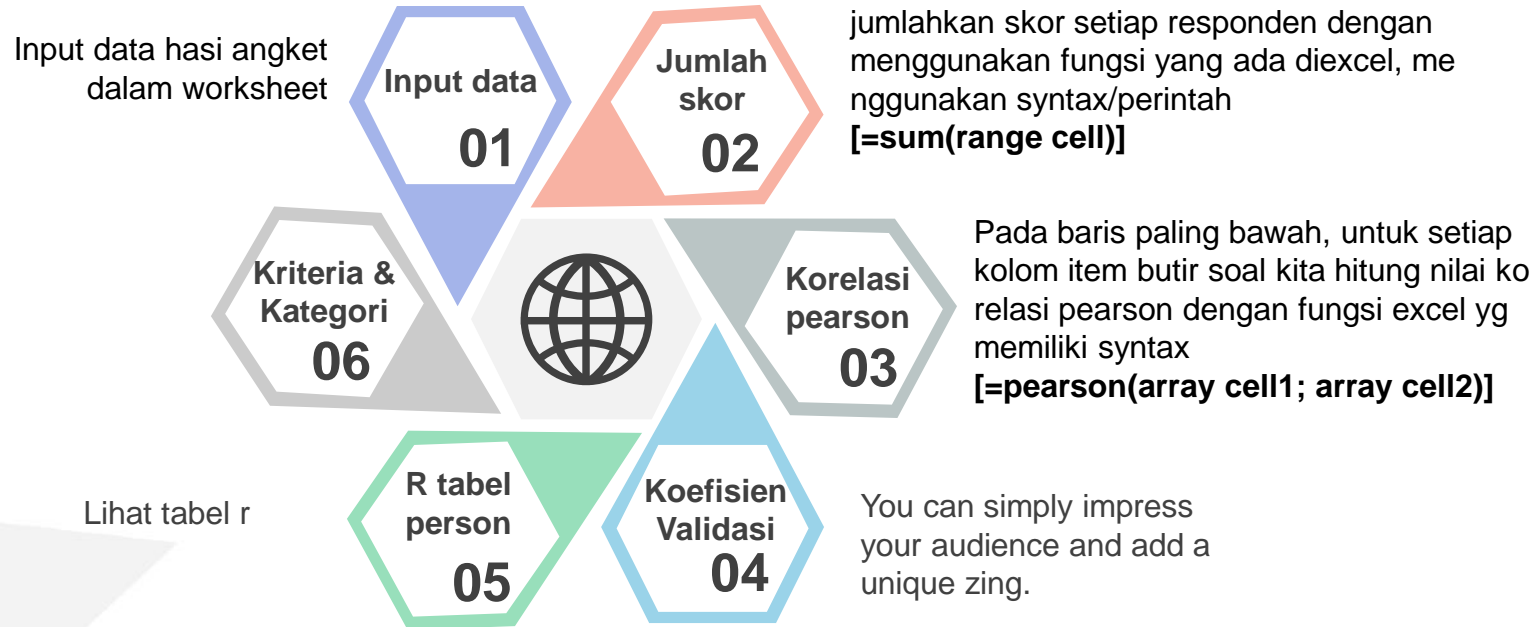 Input data hasi angket
dalam worksheet
Input data
01
Jumlah
skor
02
jumlahkan skor setiap responden dengan
menggunakan fungsi yang ada diexcel, me
nggunakan syntax/perintah
[=sum(range cell)]
Korelasi
pearson
03
Pada baris paling bawah, untuk setiap
kolom item butir soal kita hitung nilai ko
relasi pearson dengan fungsi excel yg
memiliki syntax
[=pearson(array cell1; array cell2)]
Koefisien
Validasi
04
You can simply impress
your audience and add a
unique zing.
R tabel
person
05
Lihat tabel r
Kriteria &
Kategori
06